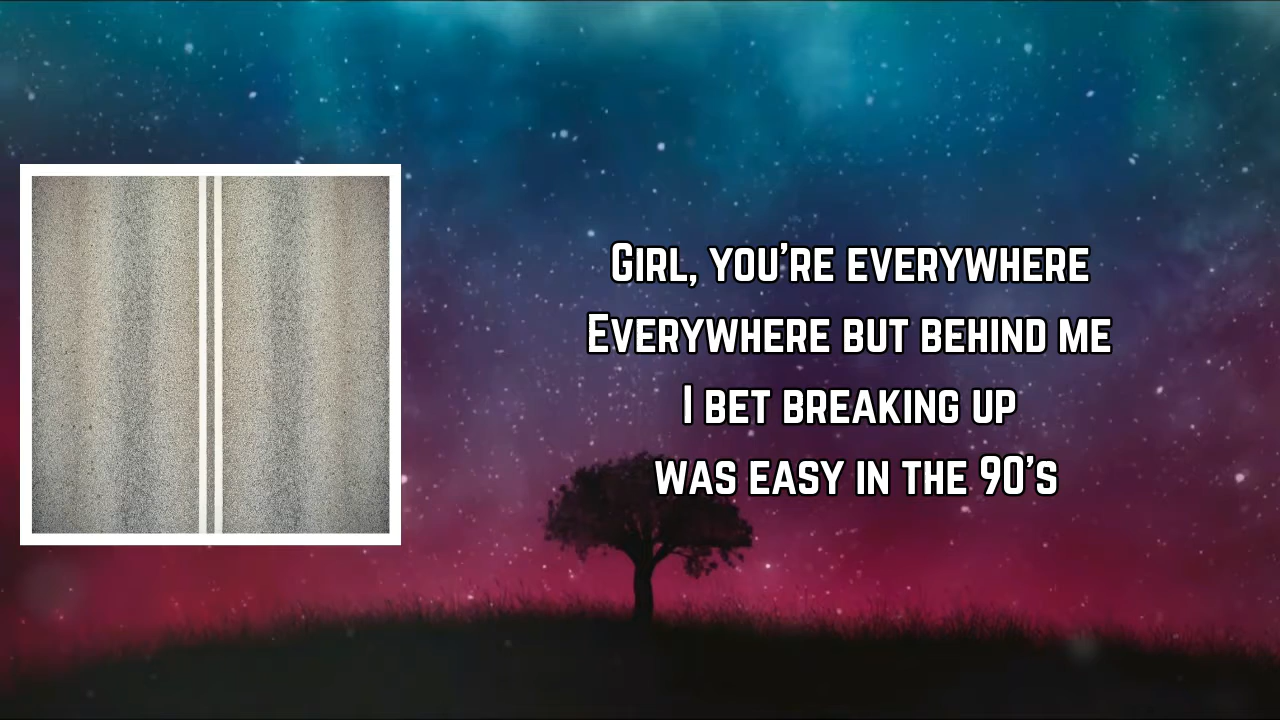 Girl, you're everywhere
Everywhere but behind me
I bet breaking up
was easy in the 90's